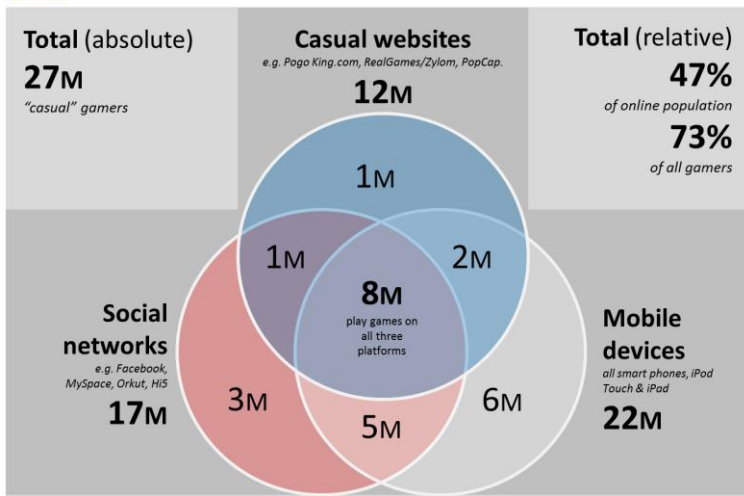 Total (absolute)
27M
"casual" gamers
Casual websites
e.g. Pogo King.com, RealGames/Zylom, PopCap.
12M
Total (relative)
47%
of online population
73%
of all gamers
1M
1M
2M
8M
play games on
all three
platforms
Social
networks
e.g. Facebook,
MySpace, Orkut, Hi5
17M
3M
5M
6M
Mobile
devices
all smart phones, iPod
Touch & iPad
22M